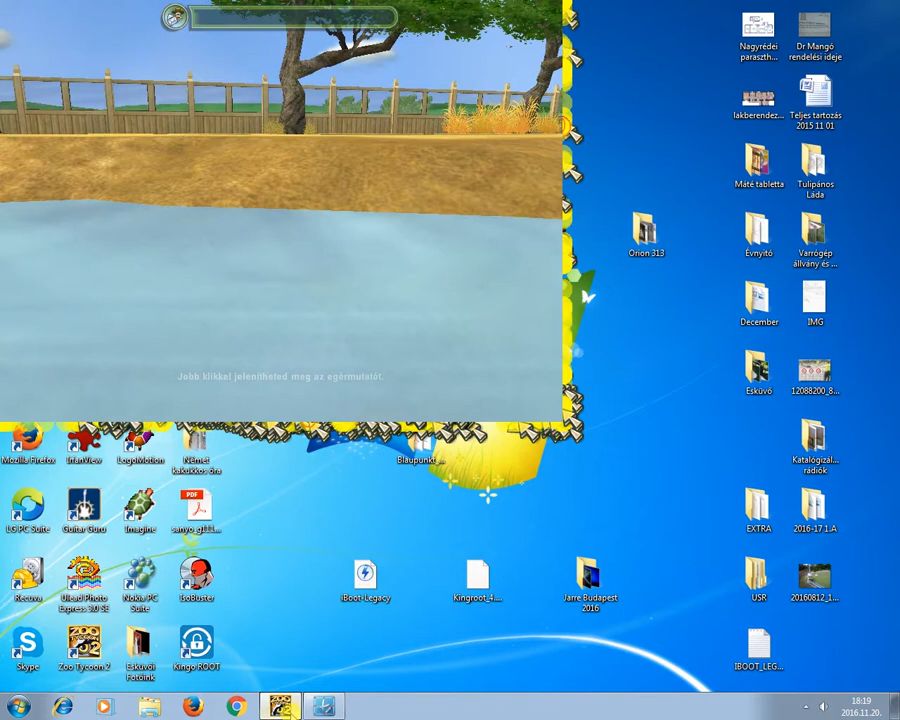 Jobb klikkel jelenítheted meg az egérmutatót.
Nagyrédei
paraszth...
Dr Mangó
rendelési ideje
lakberendez...
Teljes tartozás
2015 11 01
Máté tabletta
Tulipános
Láda
Orion 313
Évnyitó
Varrógép
állvány és ...
December
IMG
Esküvő
12088200_8...
Mozilla Firefox
IrfanView
LogoMotion
Német
kakukkos óra
Blaupunkt_...
Katalógizál...
rádiók
LG PC Suite
Guitar Guru
Imagine
PDF
sanyo_g111...
EXTRA
2016-17 1.A
Recuva
Ulead Photo
Express 3.0 SE
Nokia PC
Suite
IsoBuster
iBoot-Legacy
Kingroot_4....
Jarre Budapest
2016
USR
20160812_1...
Skype
Zoo Tycoon 2
Esküvői
Fotóink
Kingo ROOT
IBOOT_LEG...
18:19
2016.11.20.